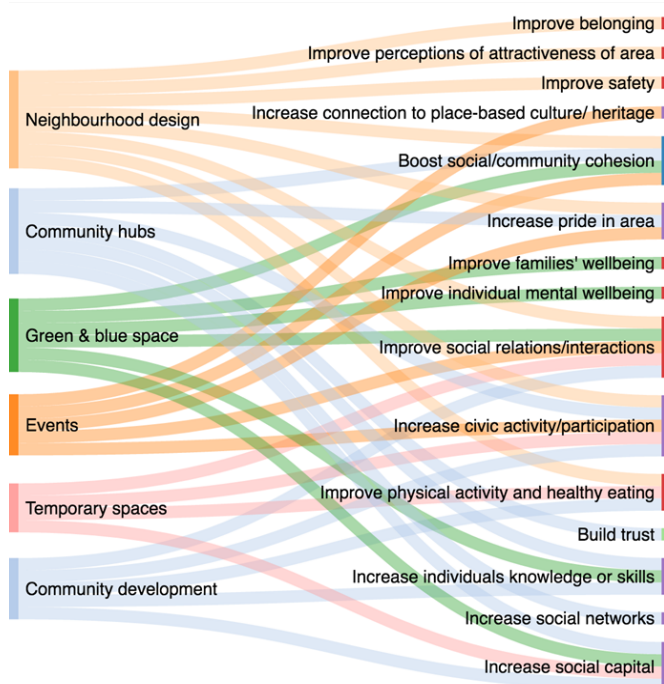 Improve belonging
Improve perceptions of attractiveness of area
Improve safety
Increase connection to place-based culture/ heritage
Neighbourhood design
Boost social/community cohesion
Increase pride in area
Community hubs
Improve families' wellbeing
Improve individual mental wellbeing
Green & blue space
Improve social relations/interactions
Events
Increase civic activity/participation
Improve physical activity and healthy eating
Temporary spaces
Build trust
Increase individuals knowledge or skills
Community development
Increase social networks
Increase social capital